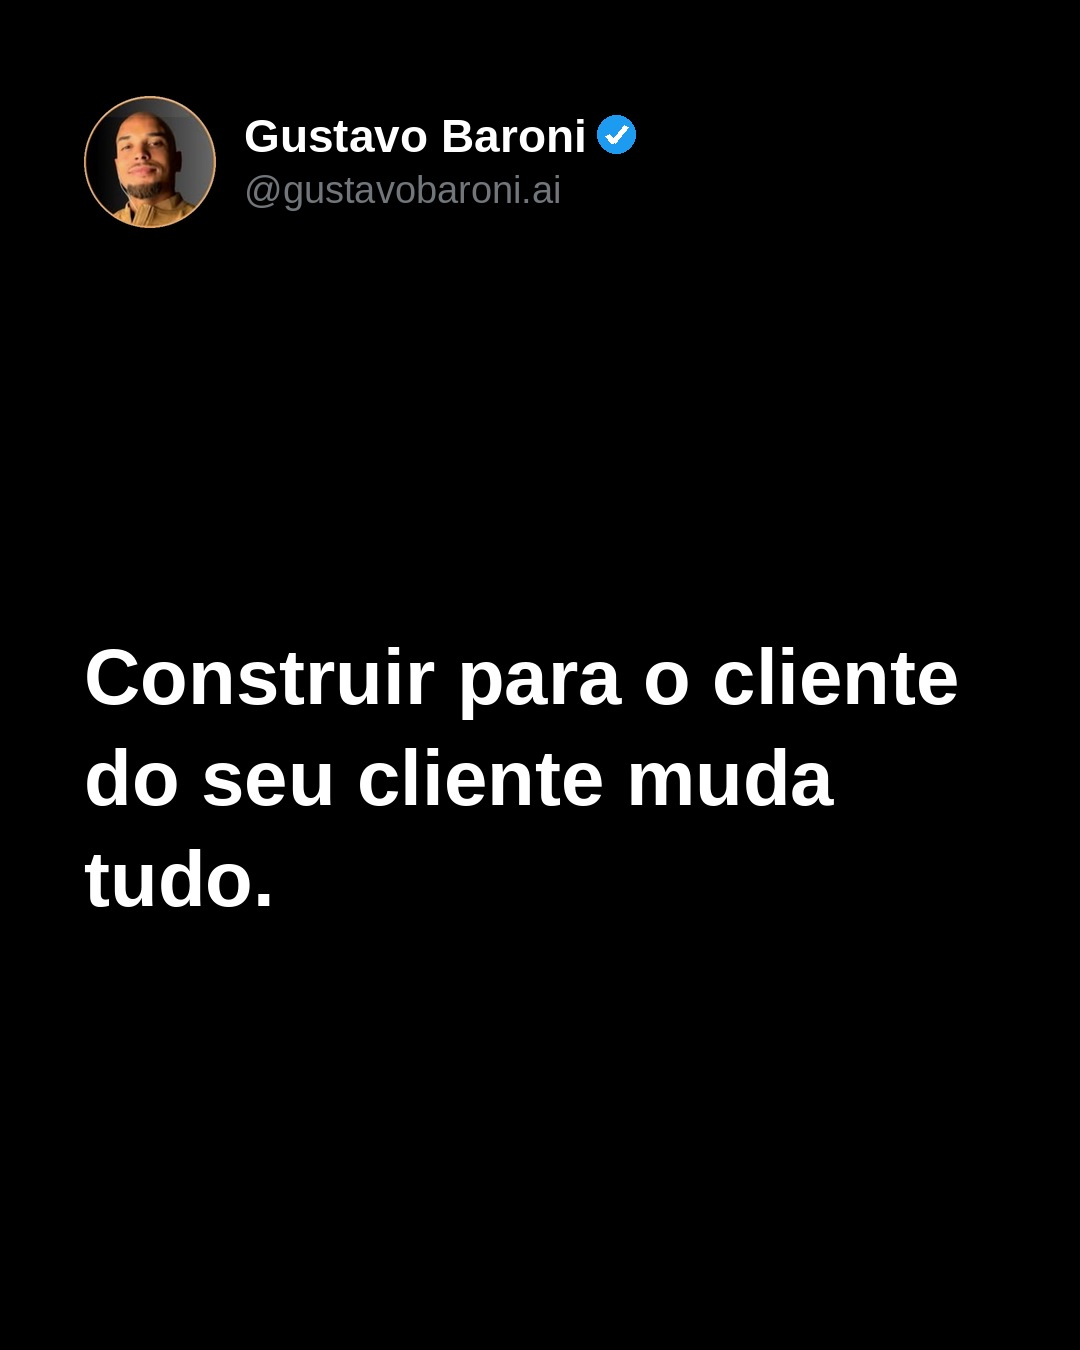 Gustavo Baroni
@gustavobaroni.ai
Construir para o cliente
do seu cliente muda
tudo.